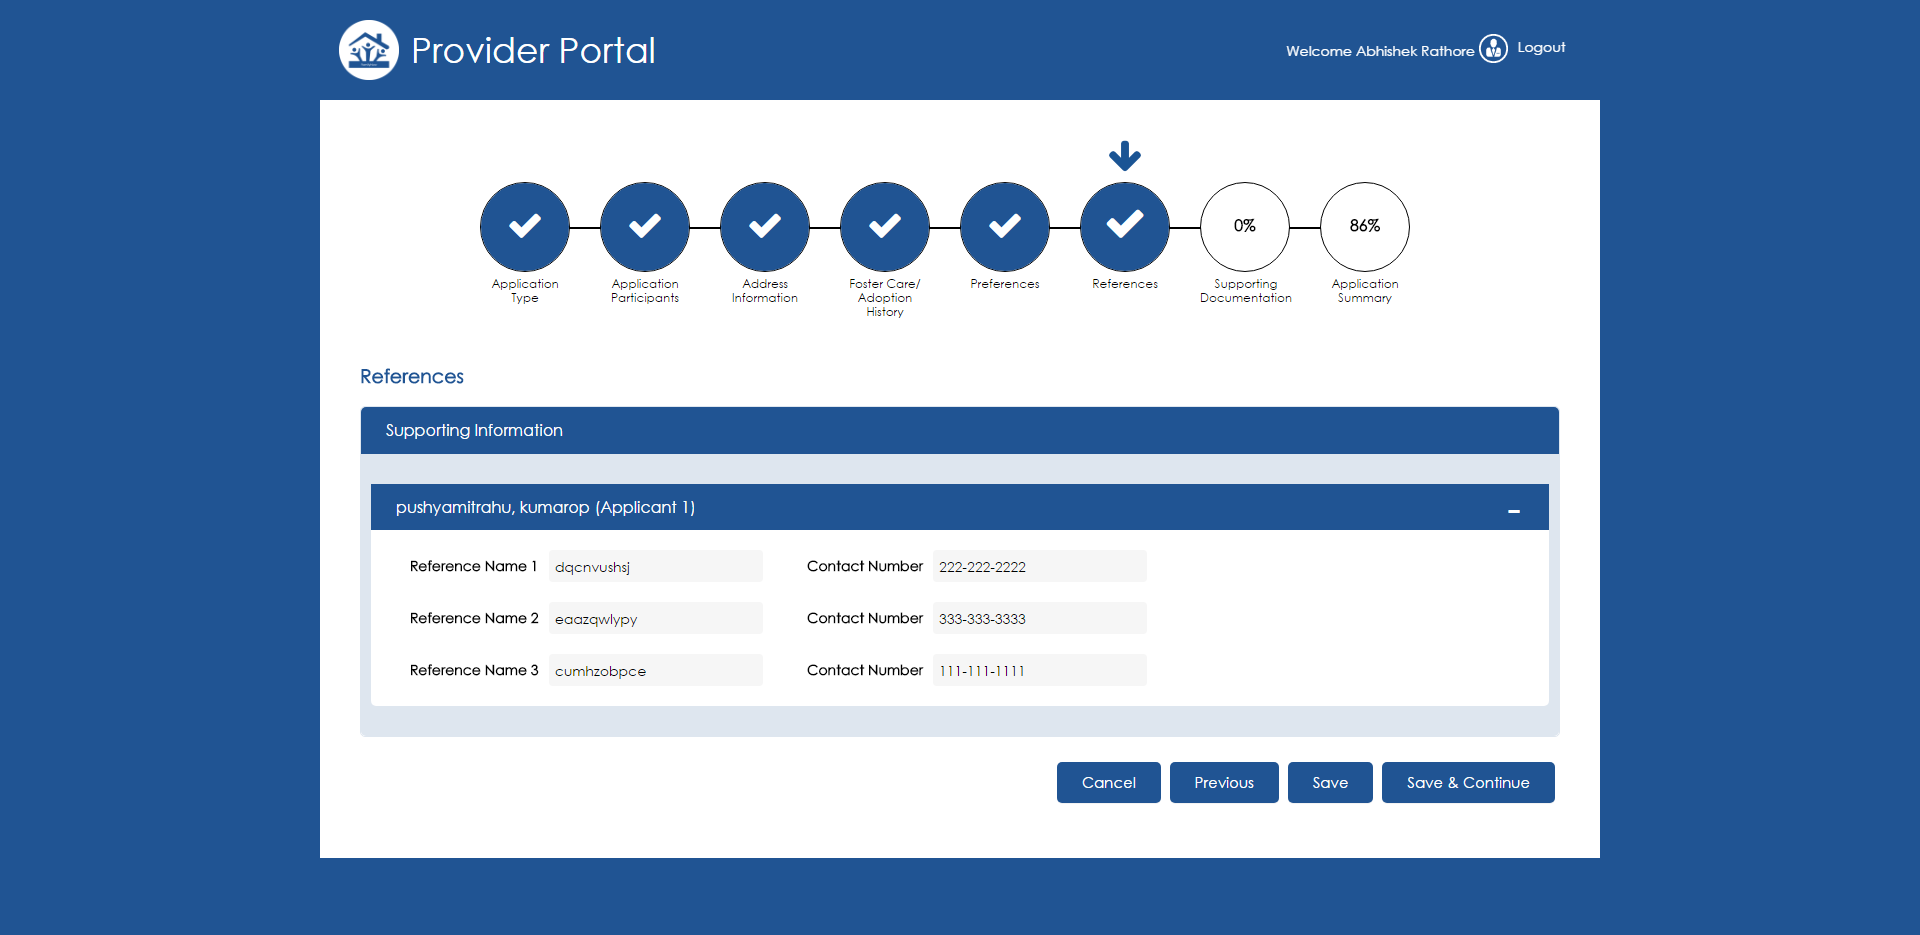 Provider Portal
Welcome Abhishek Rathore
Logout
0%
86%
Application
Type
Application
Participants
Address
Information
Foster Care/
Adoption
History
Preferences
References
Supporting
Documentation
Application
Summary
References
Supporting Information
pushyamitrahu, kumarop (Applicant 1)
Reference Name 1 dqcnvushsj Contact Number 222-222-2222
Reference Name 2 eaazqwlypy Contact Number 333-333-3333
Reference Name 3 cumhzobpce Contact Number 111-111-1111
Cancel Previous Save Save & Continue